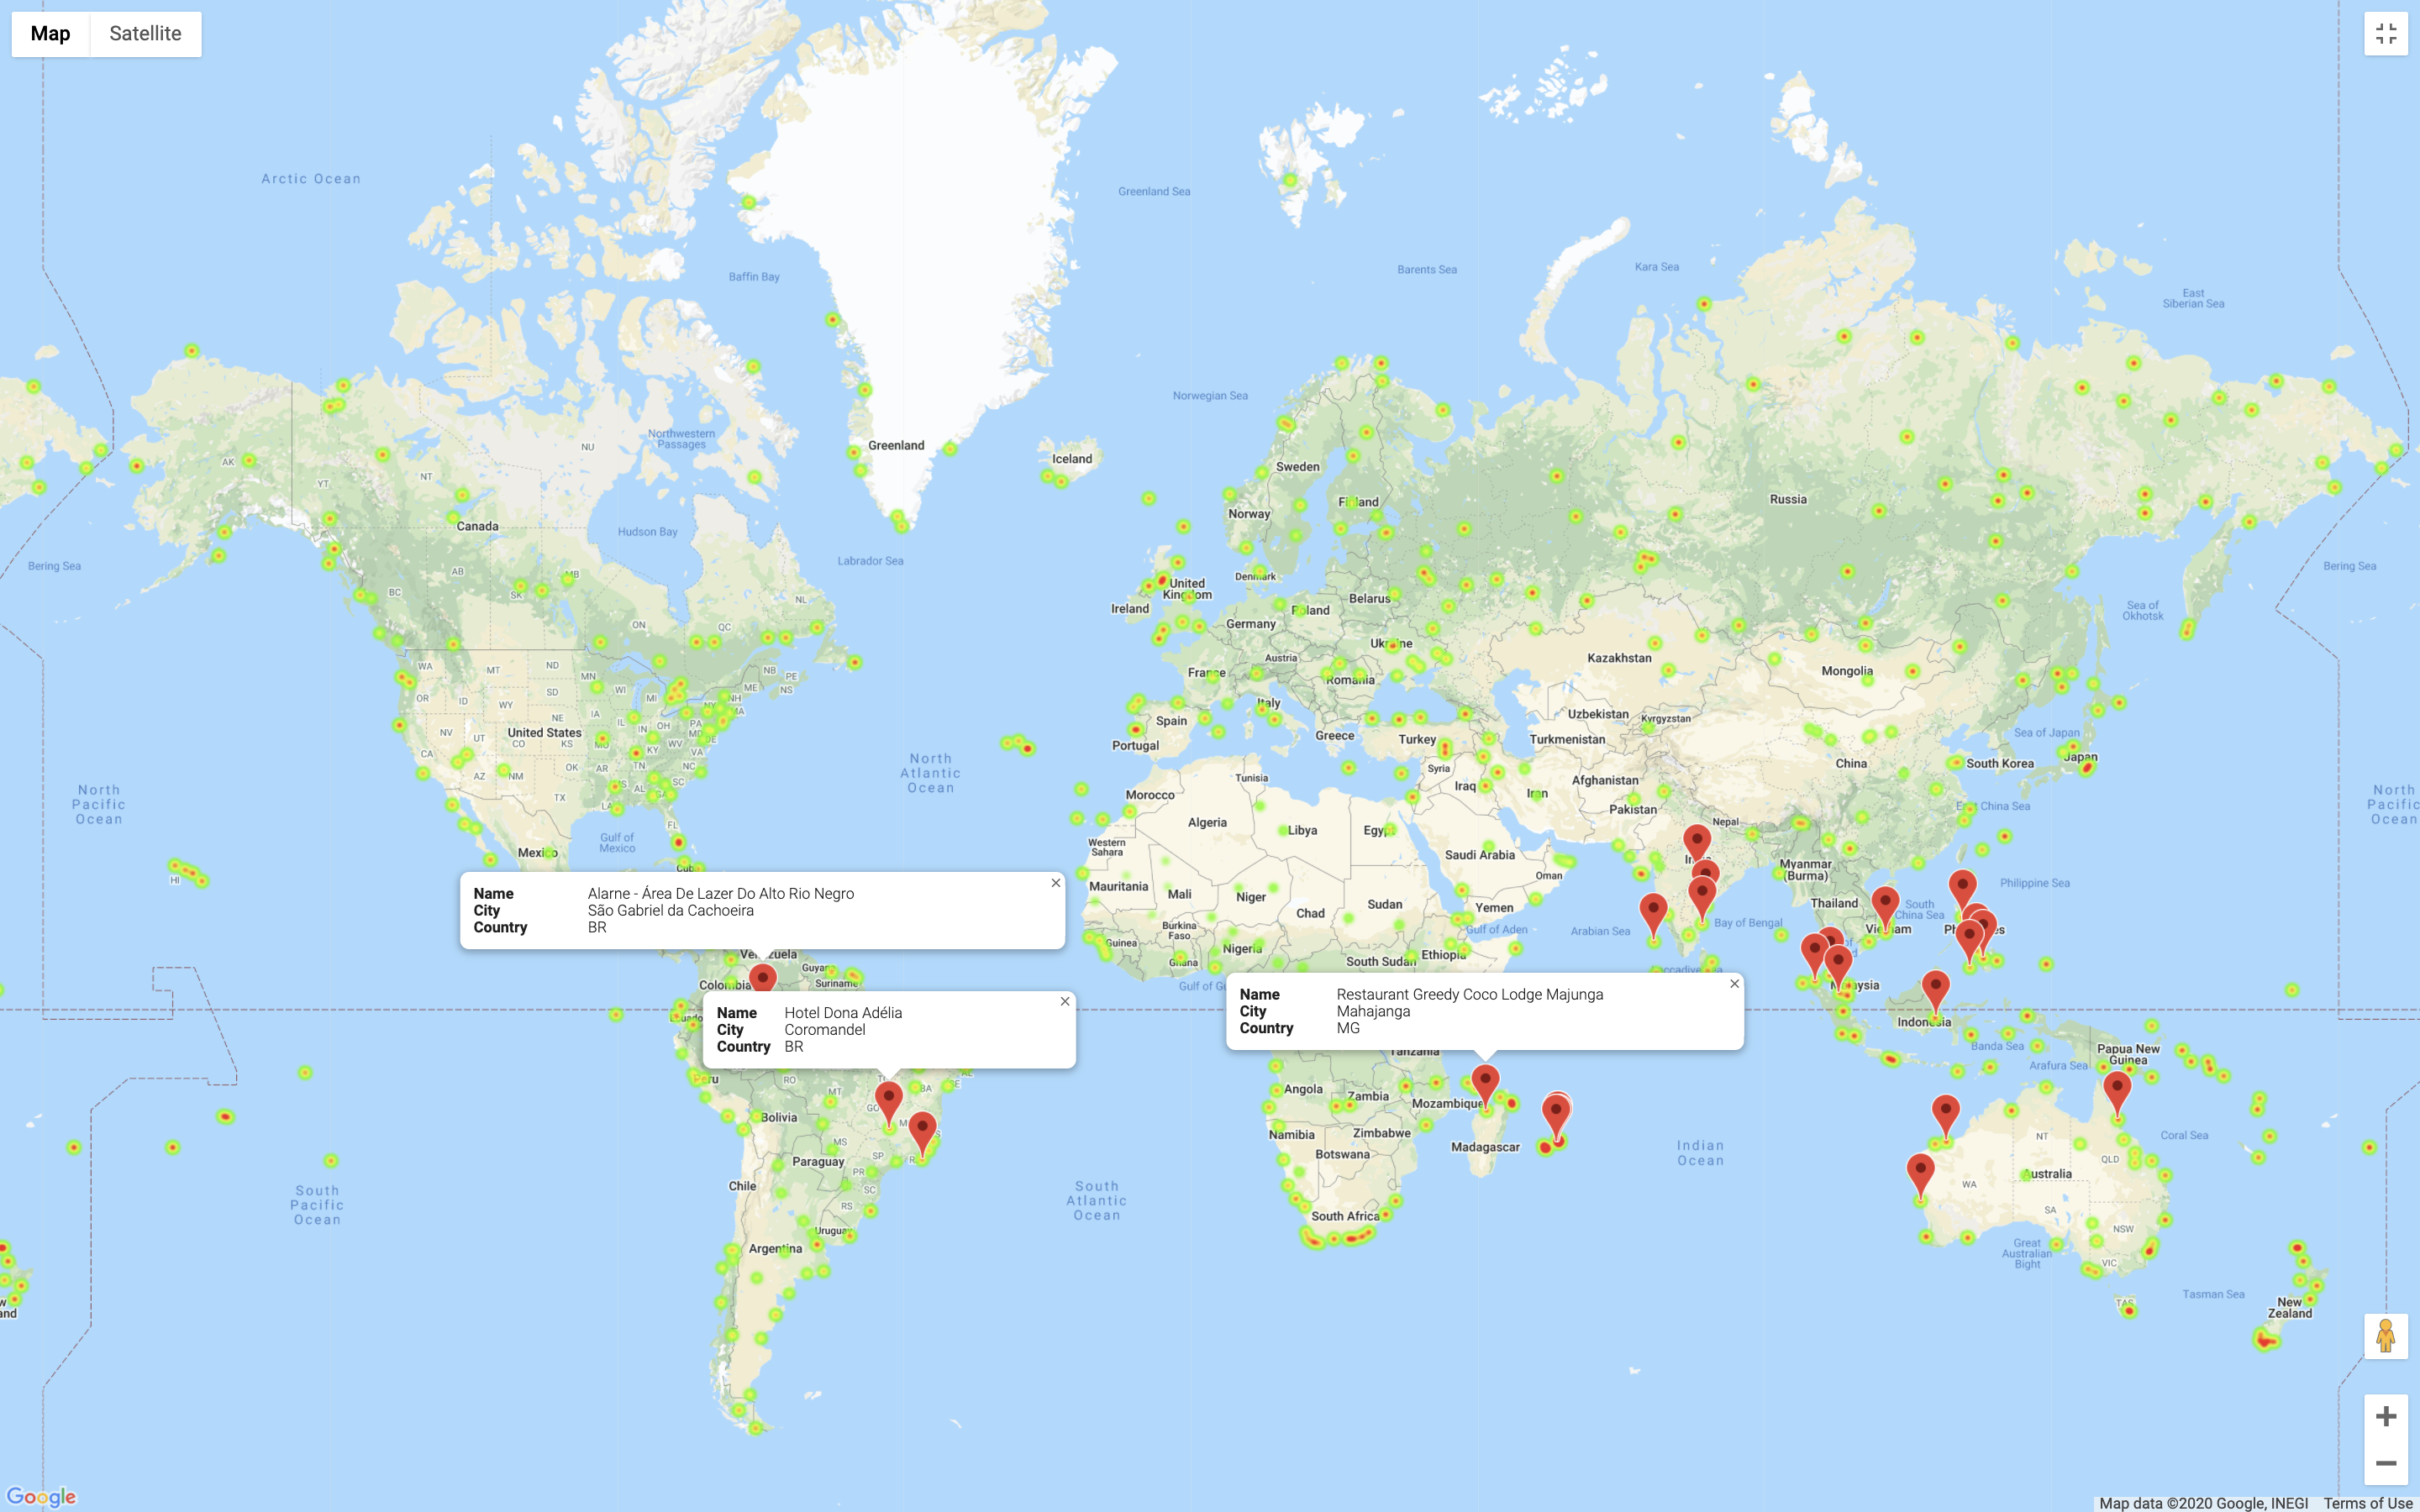 Map
Satellite
Arctic Ocean
Greenland Sea
Baffin Bay
Barents Sea
Kara Sea
East
Siberian Sea
Norwegian Sea
Northwestern
Passages
NU
Greenland
Iceland
AK
NT
YT
Sweden
Finland
Norway
Russia
Canada
Hudson Bay
Labrador Sea
Bering Sea
Bering Sea
AB
MB
SK
BC
NL
ON
QC
Denmark
United
Kingdom
Ireland
Belarus
Poland
Germany
Sea of
Okhotsk
Ukraine
Austria
France
Romania
Kazakhstan
Mongolia
WA
MT
ND
MN
WI
MI
NB
PE
NS
ME
NH
OR
ID
WY
SD
IA
NE
IL
IN
OH
PA
NY
MA
MD
DE
NV
UT
CO
KS
MO
KY
WV
VA
United States
CA
AZ
NM
OK
AR
TN
NC
SC
TX
LA
MS
AL
GA
FL
Italy
Spain
Portugal
Greece
Turkey
Uzbekistan
Kyrgyzstan
Turkmenistan
Sea of Japan
Japan
South Korea
China
Syria
Tunisia
Iraq
Iran
Afghanistan
Pakistan
North
Atlantic
Ocean
North
Pacific
Ocean
North
Pacific
Ocean
Morocco
Algeria
Libya
Egypt
Western
Sahara
Saudi Arabia
Nepal
East China Sea
Gulf of
Mexico
Mexico
Cuba
HI
Mauritania
Mali
Niger
Chad
Sudan
Oman
Yemen
India
Myanmar
(Burma)
Thailand
Philippine Sea
South
China Sea
Vietnam
Philippines
Gulf of Aden
Arabian Sea
Bay of Bengal
Laccadive Sea
Burkina
Faso
Guinea
Ghana
Nigeria
South Sudan
Ethiopia
Name Alarne - Área De Lazer Do Alto Rio Negro
City São Gabriel da Cachoeira
Country BR
Venezuela
Guyana
Suriname
Colombia
Ecuador
Gulf of Gu
Malaysia
Indonesia
Name Hotel Dona Adélia
City Coromandel
Country BR
Name Restaurant Greedy Coco Lodge Majunga
City Mahajanga
Country MG
Tanzania
Banda Sea
Arafura Sea
Papua New
Guinea
Peru
RO
MT
BA
SE
AL
GO
Bolivia
MS
SP
PR
SC
RS
Paraguay
Chile
Uruguay
Argentina
Angola
Zambia
Mozambique
Namibia
Zimbabwe
Botswana
Madagascar
South Africa
Indian
Ocean
South
Pacific
Ocean
South
Atlantic
Ocean
Coral Sea
NT
QLD
WA
Australia
SA
NSW
VIC
TAS
Great
Australian
Bight
Tasman Sea
New
Zealand
Google
Map data ©2020 Google, INEGI
Terms of Use